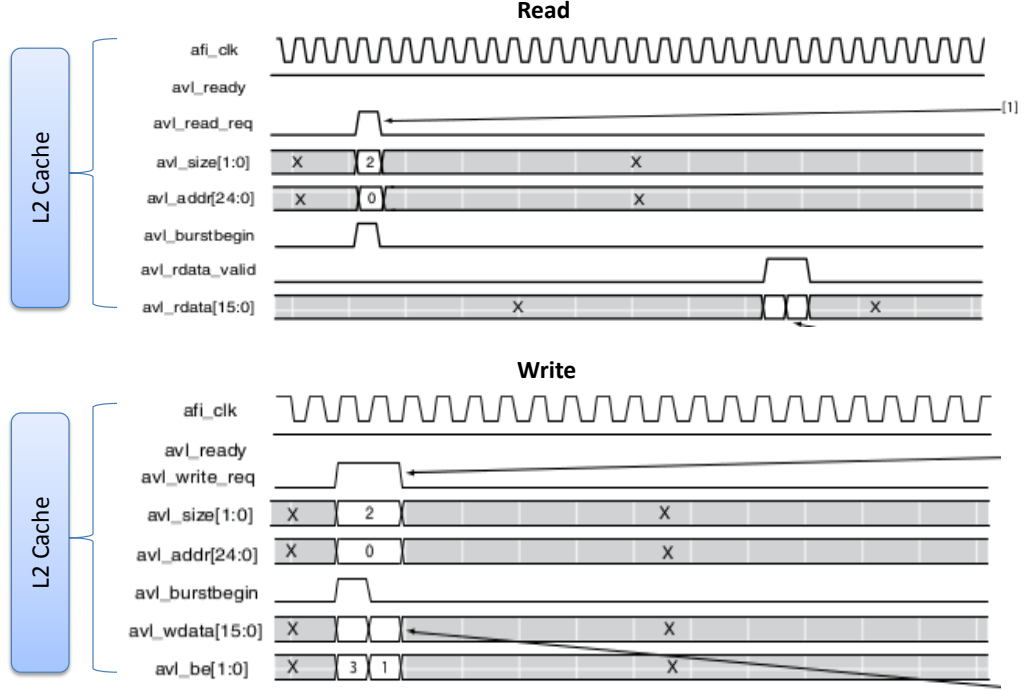 Read
L2 Cache
afi_clk
avl_ready
avl_read_req
[1]
avl_size[1:0] X 2 X
avl_addr[24:0] X 0 X
avl_burstbegin
avl_rdata_valid
avl_rdata[15:0] X X
Write
L2 Cache
afi_clk
avl_ready
avl_write_req
avl_size[1:0] X 2 X
avl_addr[24:0] X 0 X
avl_burstbegin
avl_wdata[15:0] X X
avl_be[1:0] X 3 1 X